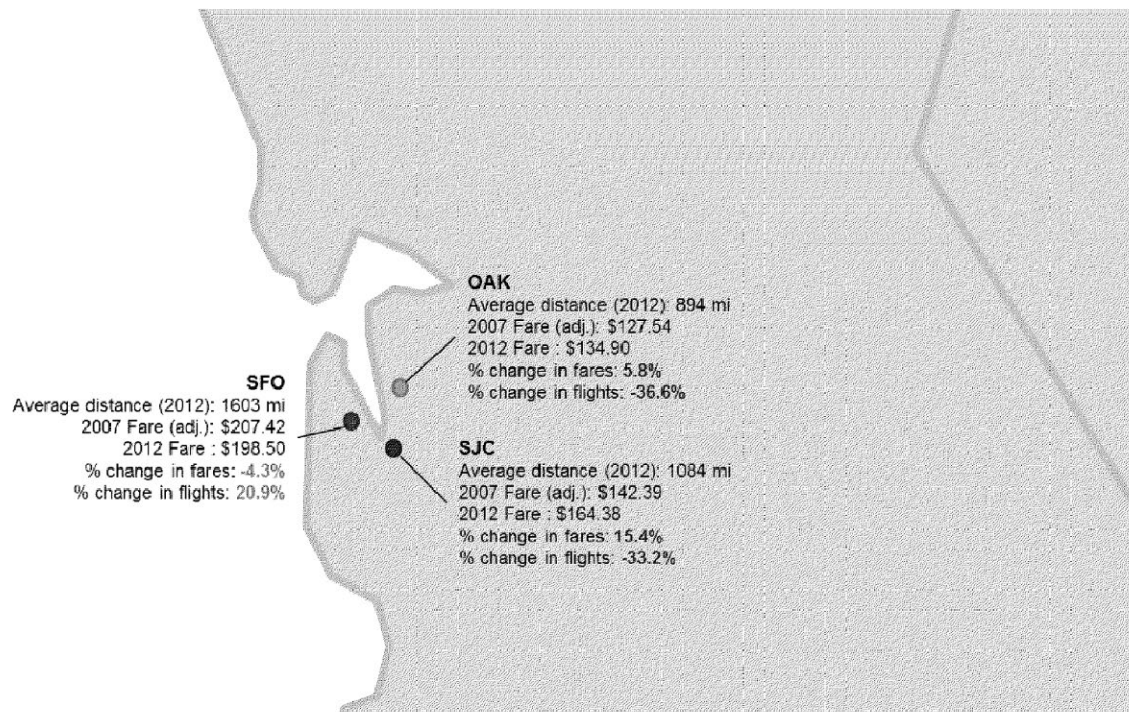 OAK
Average distance (2012): 894 mi
2007 Fare (adj.): $127.54
2012 Fare : $134.90
% change in fares: 5.8%
% change in flights: -36.6%
SFO
Average distance (2012): 1603 mi
2007 Fare (adj.): $207.42
2012 Fare : $198.50
% change in fares: -4.3%
% change in flights: 20.9%
SJC
Average distance (2012): 1084 mi
2007 Fare (adj.): $142.39
2012 Fare : $164.38
% change in fares: 15.4%
% change in flights: -33.2%